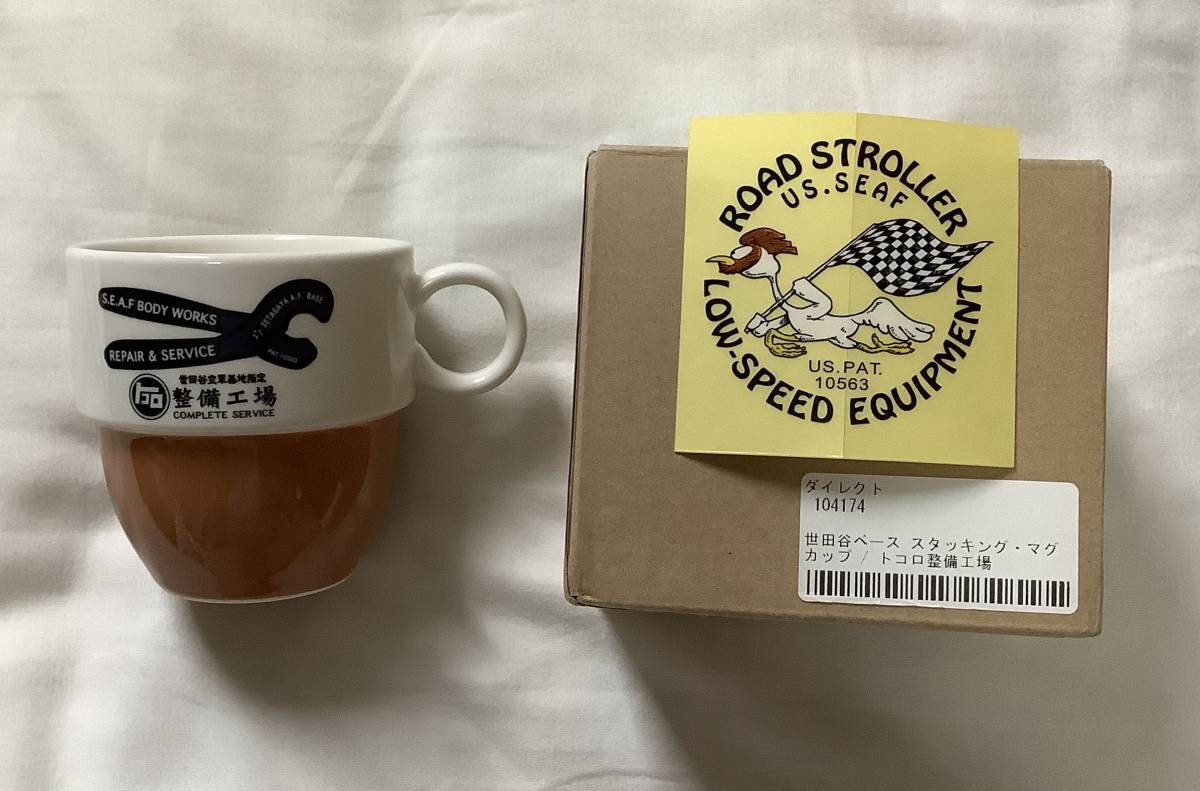 S.E.A.F BODY WORKS
SETAGAYA A.F. BASE
REPAIR & SERVICE
PAT 10563
世田谷空軍基地指定
トコロ
整備工場
COMPLETE SERVICE
ROAD STROLLER
US.SEAF
US.PAT.
10563
LOW-SPEED EQUIPMENT
ダイレクト
104174
世田谷ベース スタッキング・マグ
カップ / トコロ整備工場